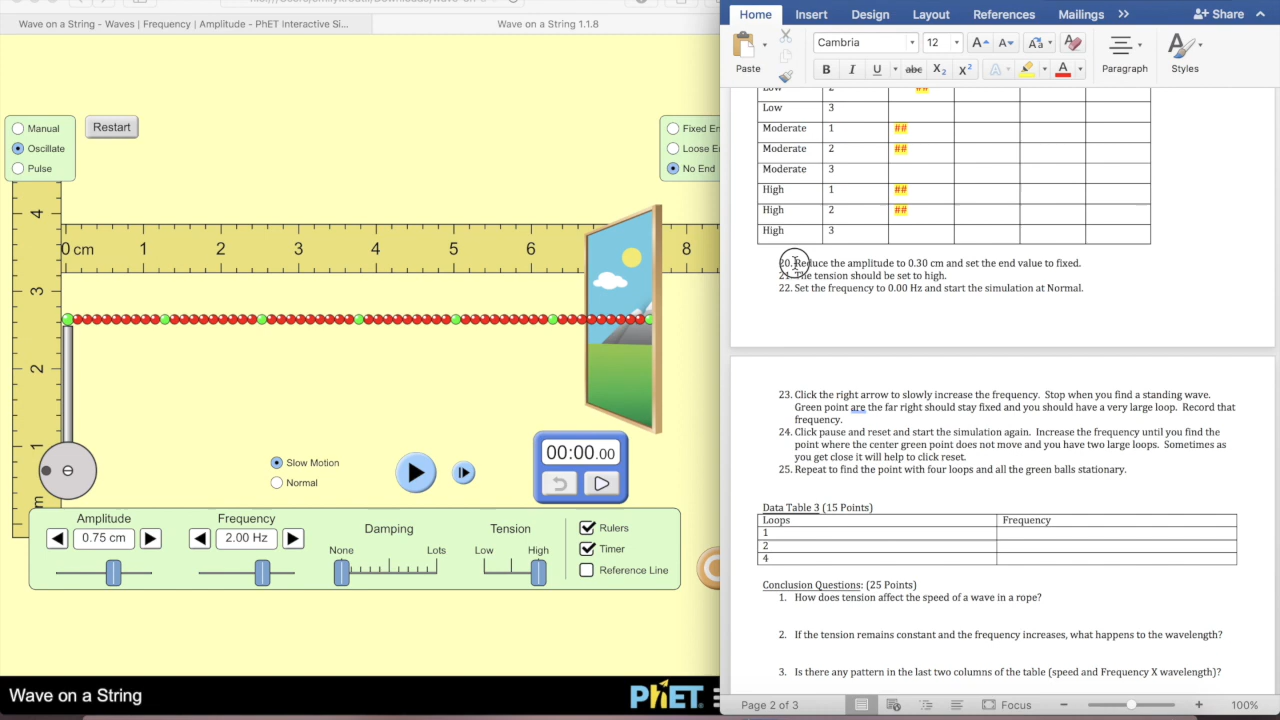 Wave on a String - Waves | Frequency | Amplitude - PhET Interactive Si...
Wave on a String 1.1.8
Manual
Oscillate
Pulse
Restart
Fixed En
Loose E
No End
4
3
2
1
0 cm 1 2 3 4 5 6 8
00:00.00
Slow Motion
Normal
Amplitude
0.75 cm
Frequency
2.00 Hz
Damping
None Lots
Tension
Low High
Rulers
Timer
Reference Line
Wave on a String
PhET
Home Insert Design Layout References Mailings Share
Paste
Cambria 12
B I U abc X2 X2 A A
Paragraph
Styles
Low 2 ##
Low 3
Moderate 1 ##
Moderate 2 ##
Moderate 3
High 1 ##
High 2 ##
High 3
20. Reduce the amplitude to 0.30 cm and set the end value to fixed.
21. The tension should be set to high.
22. Set the frequency to 0.00 Hz and start the simulation at Normal.
23. Click the right arrow to slowly increase the frequency. Stop when you find a standing wave.
Green point are the far right should stay fixed and you should have a very large loop. Record that
frequency.
24. Click pause and reset and start the simulation again. Increase the frequency until you find the
point where the center green point does not move and you have two large loops. Sometimes as
you get close it will help to click reset.
25. Repeat to find the point with four loops and all the green balls stationary.
Data Table 3 (15 Points)
Loops Frequency
1
2
4
Conclusion Questions: (25 Points)
1. How does tension affect the speed of a wave in a rope?
2. If the tension remains constant and the frequency increases, what happens to the wavelength?
3. Is there any pattern in the last two columns of the table (speed and Frequency X wavelength)?
Page 2 of 3 Focus 100%